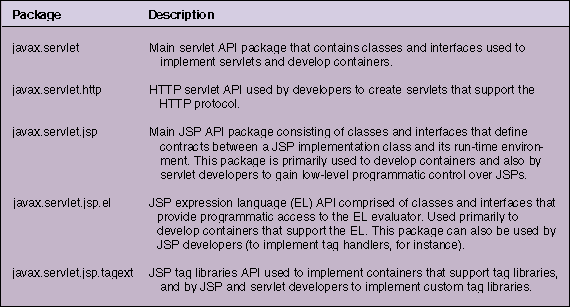 Package Description
javax.servlet Main servlet API package that contains classes and interfaces used to
implement servlets and develop containers.
javax.servlet.http HTTP servlet API used by developers to create servlets that support the
HTTP protocol.
javax.servlet.jsp Main JSP API package consisting of classes and interfaces that define
contracts between a JSP implementation class and its run-time environ-
ment. This package is primarily used to develop containers and also by
servlet developers to gain low-level programmatic control over JSPs.
javax.servlet.jsp.el JSP expression language (EL) API comprised of classes and interfaces that
provide programmatic access to the EL evaluator. Used primarily to
develop containers that support the EL. This package can also be used by
JSP developers (to implement tag handlers, for instance).
javax.servlet.jsp.tagext JSP tag libraries API used to implement containers that support tag libraries,
and by JSP and servlet developers to implement custom tag libraries.